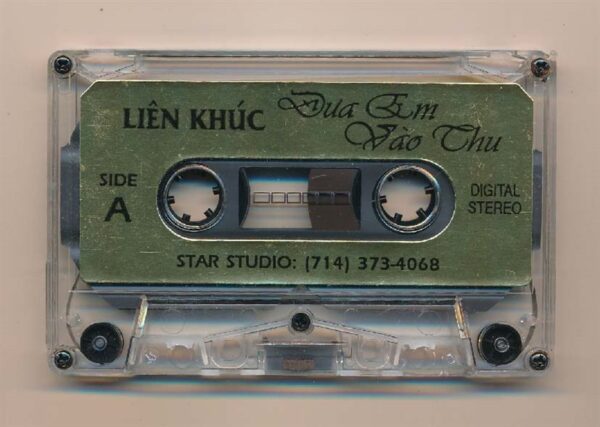 LIÊN KHÚC Đưa Em
Vào Thu
SIDE
A
DIGITAL
STEREO
STAR STUDIO: (714) 373-4068